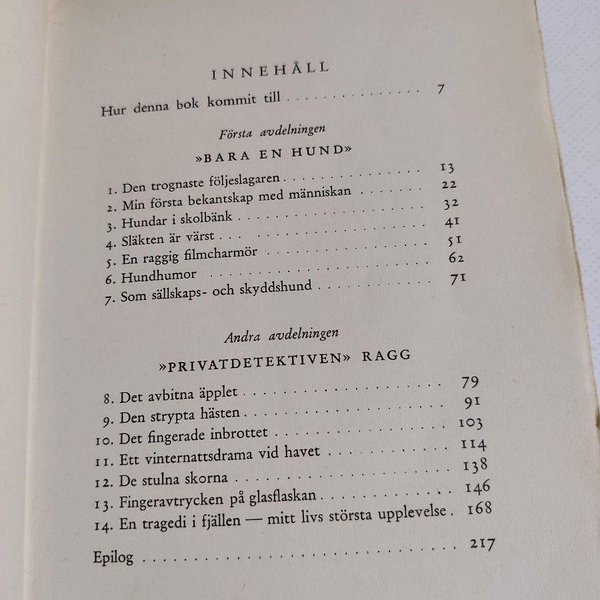 INNEHÅLL
Hur denna bok kommit till . . . . . . . . . . . . . . . 7
Första avdelningen
»BARA EN HUND»
1. Den trognaste följeslagaren . . . . . . . . . . . . . . 13
2. Min första bekantskap med människan . . . . . . 22
3. Hundar i skolbänk . . . . . . . . . . . . . . . . . . . 32
4. Släkten är värst . . . . . . . . . . . . . . . . . . . . 41
5. En raggig filmcharmör . . . . . . . . . . . . . . . . 51
6. Hundhumor . . . . . . . . . . . . . . . . . . . . . . 62
7. Som sällskaps- och skyddshund . . . . . . . . . . . 71
Andra avdelningen
»PRIVATDETEKTIVEN» RAGG
8. Det avbitna äpplet . . . . . . . . . . . . . . . . . . 79
9. Den strypta hästen . . . . . . . . . . . . . . . . . . 91
10. Det fingerade inbrottet . . . . . . . . . . . . . . . 103
11. Ett vinternattsdrama vid havet . . . . . . . . . . . 114
12. De stulna skorna . . . . . . . . . . . . . . . . . . . 138
13. Fingeravtrycken på glasflaskan . . . . . . . . . . . 146
14. En tragedi i fjällen — mitt livs största upplevelse . 168
Epilog . . . . . . . . . . . . . . . . . . . . . . . . . . 217